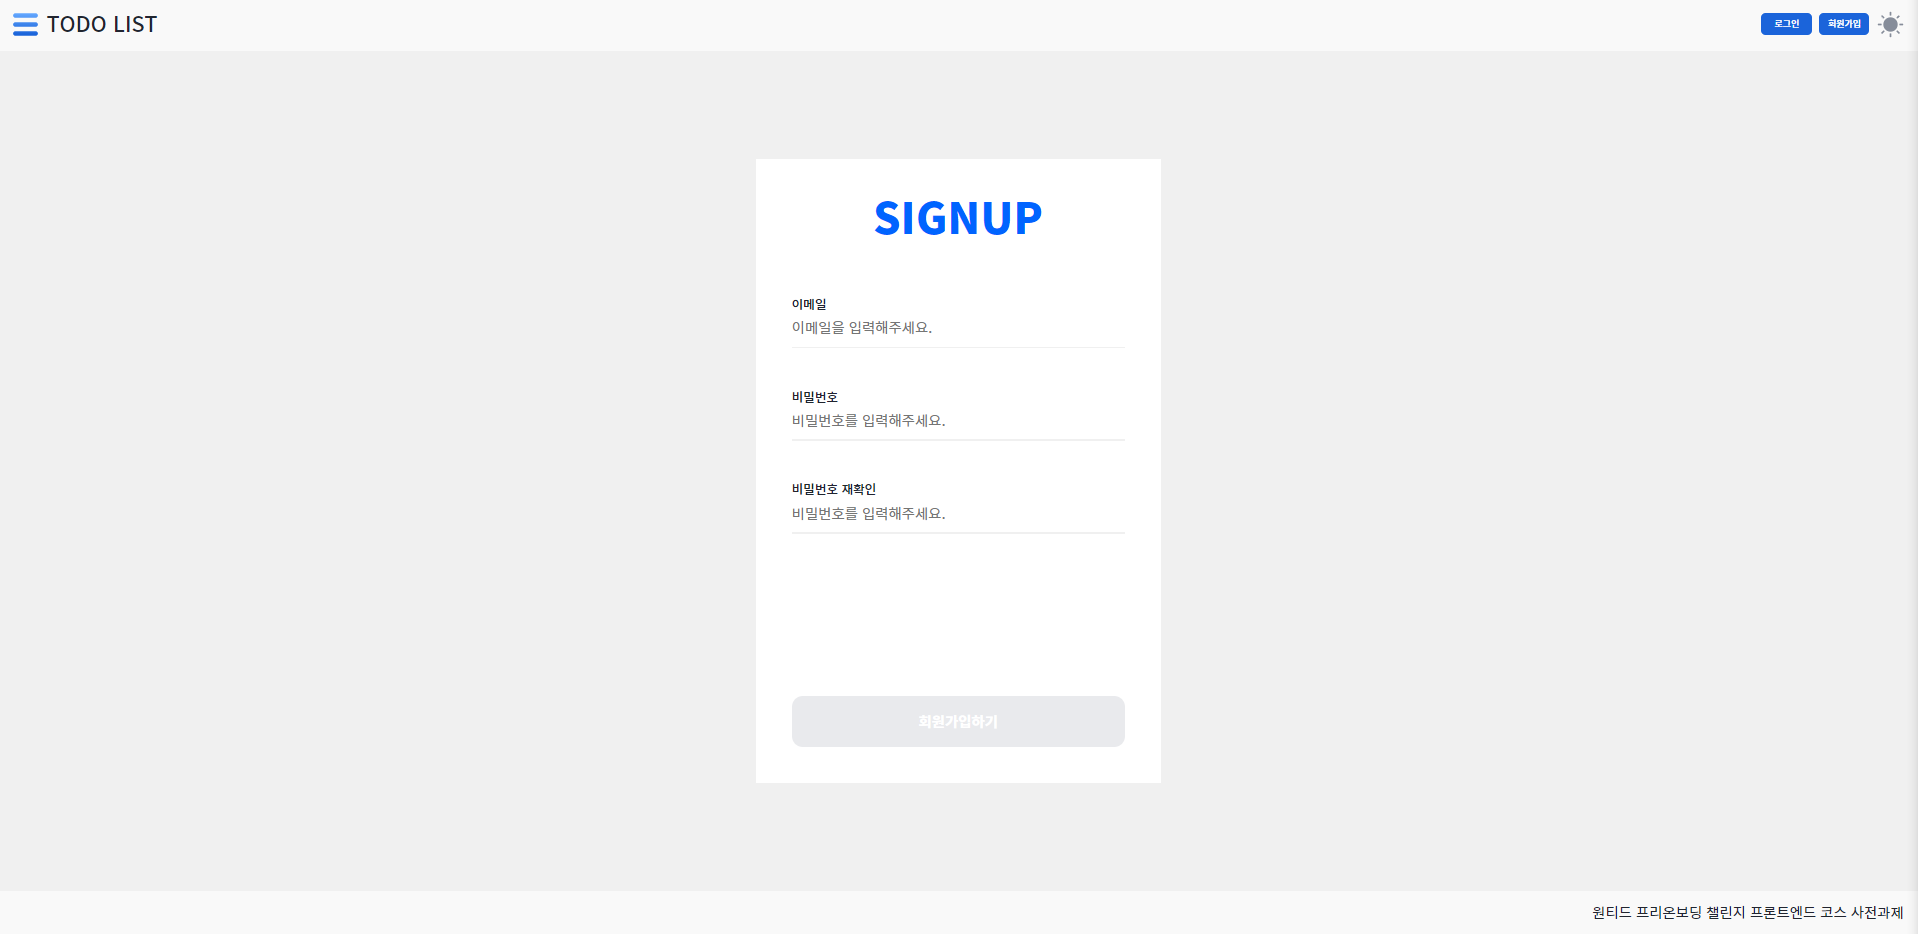 TODO LIST
로그인
회원가입
SIGNUP
이메일
이메일을 입력해주세요.
비밀번호
비밀번호를 입력해주세요.
비밀번호 재확인
비밀번호를 입력해주세요.
회원가입하기
원티드 프리온보딩 챌린지 프론트엔드 코스 사전과제